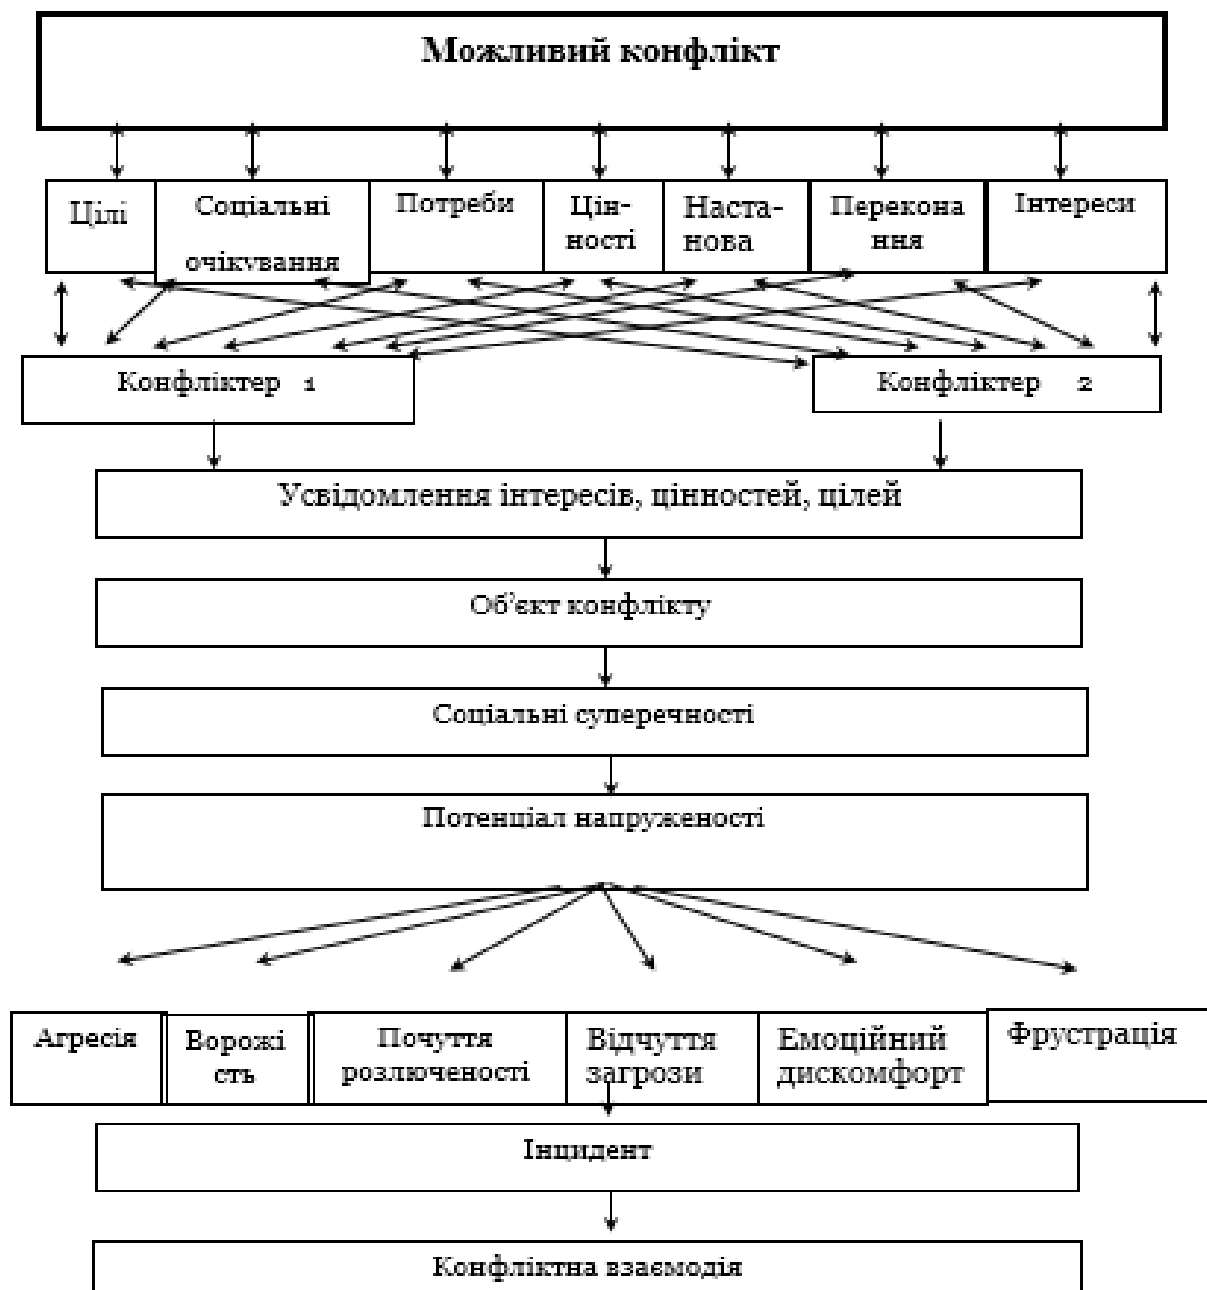 Можливий конфлікт
Цілі
Соціальні
очікування
Потреби
Цін-
ності
Наста-
нова
Перекона
ння
Інтереси
Конфліктер 1
Конфліктер 2
Усвідомлення інтересів, цінностей, цілей
Об’єкт конфлікту
Соціальні суперечності
Потенціал напруженості
Агресія
Ворожі
сть
Почуття
розлюченості
Відчуття
загрози
Емоційний
дискомфорт
Фрустрація
Інцидент
Конфліктна взаємодія